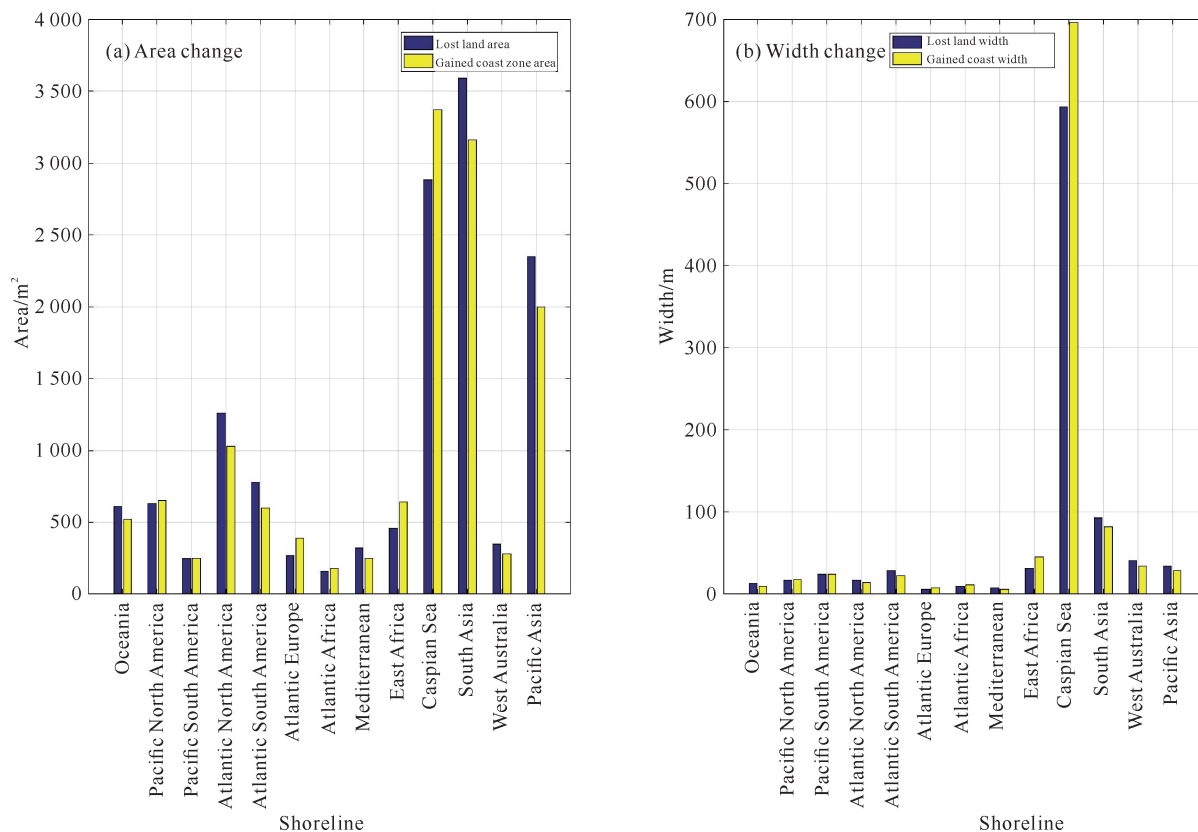 (a) Area change
Lost land area
Gained coast zone area
4 000
3 500
3 000
2 500
2 000
1 500
1 000
500
0
Area/m²
Oceania
Pacific North America
Pacific South America
Atlantic North America
Atlantic South America
Atlantic Europe
Atlantic Africa
Mediterranean
East Africa
Caspian Sea
South Asia
West Australia
Pacific Asia
Shoreline
(b) Width change
Lost land width
Gained coast width
700
600
500
400
300
200
100
0
Width/m
Oceania
Pacific North America
Pacific South America
Atlantic North America
Atlantic South America
Atlantic Europe
Atlantic Africa
Mediterranean
East Africa
Caspian Sea
South Asia
West Australia
Pacific Asia
Shoreline